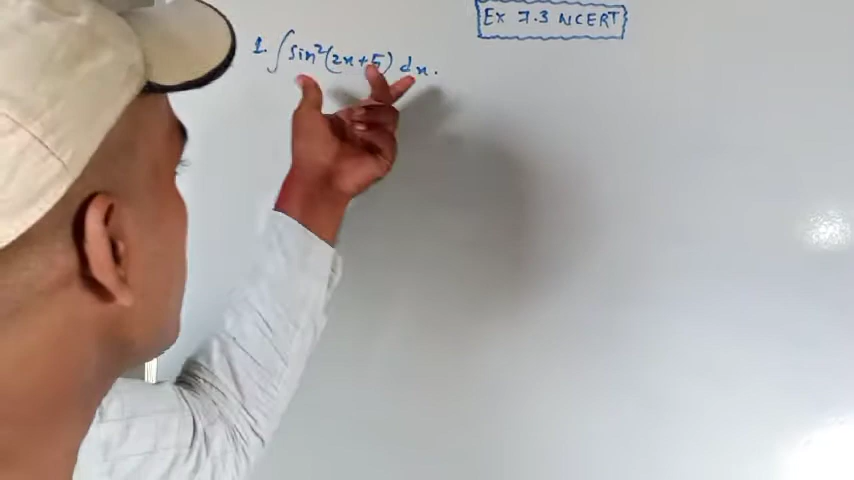 Ex 7.3 NCERT
1. ∫ sin²(2x+5) dx.